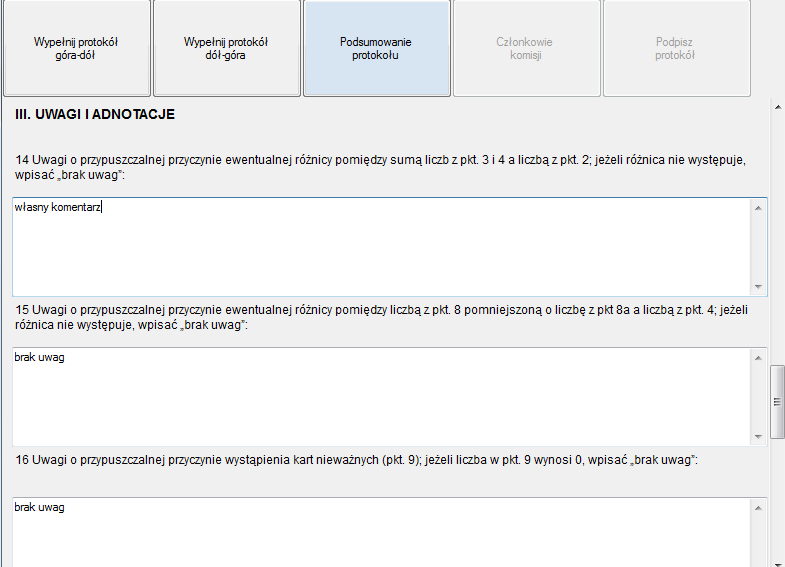 Wypełnij protokół
góra-dół
Wypełnij protokół
dół-góra
Podsumowanie
protokołu
Członkowie
komisji
Podpisz
protokół
III. UWAGI I ADNOTACJE
14 Uwagi o przypuszczalnej przyczynie ewentualnej różnicy pomiędzy sumą liczb z pkt. 3 i 4 a liczbą z pkt. 2; jeżeli różnica nie występuje,
wpisać „brak uwag”:
własny komentarz
15 Uwagi o przypuszczalnej przyczynie ewentualnej różnicy pomiędzy liczbą z pkt. 8 pomniejszoną o liczbę z pkt 8a a liczbą z pkt. 4; jeżeli
różnica nie występuje, wpisać „brak uwag”:
brak uwag
16 Uwagi o przypuszczalnej przyczynie wystąpienia kart nieważnych (pkt. 9); jeżeli liczba w pkt. 9 wynosi 0, wpisać „brak uwag”:
brak uwag